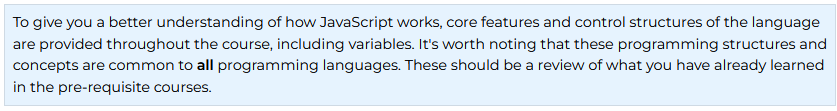 To give you a better understanding of how JavaScript works, core features and control structures of the language
are provided throughout the course, including variables. It's worth noting that these programming structures and
concepts are common to all programming languages. These should be a review of what you have already learned
in the pre-requisite courses.